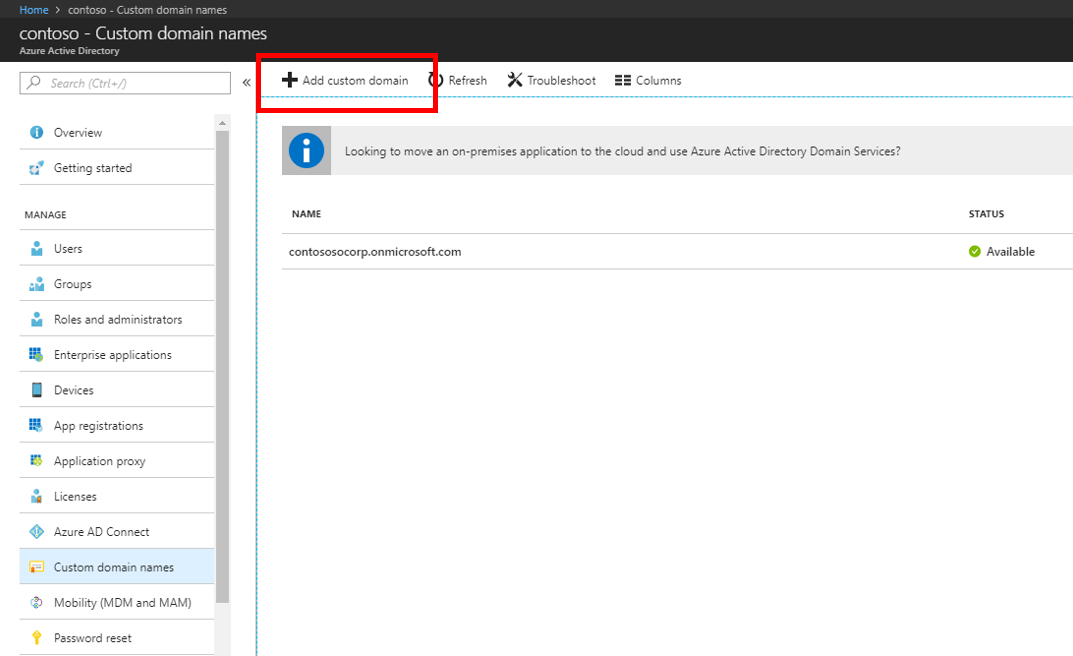 Home > contoso - Custom domain names
contoso - Custom domain names
Azure Active Directory
Search (Ctrl+/)
«
Add custom domain
Refresh
Troubleshoot
Columns
Overview
Getting started
MANAGE
Users
Groups
Roles and administrators
Enterprise applications
Devices
App registrations
Application proxy
Licenses
Azure AD Connect
Custom domain names
Mobility (MDM and MAM)
Password reset
Looking to move an on-premises application to the cloud and use Azure Active Directory Domain Services?
NAME STATUS
contososocorp.onmicrosoft.com Available